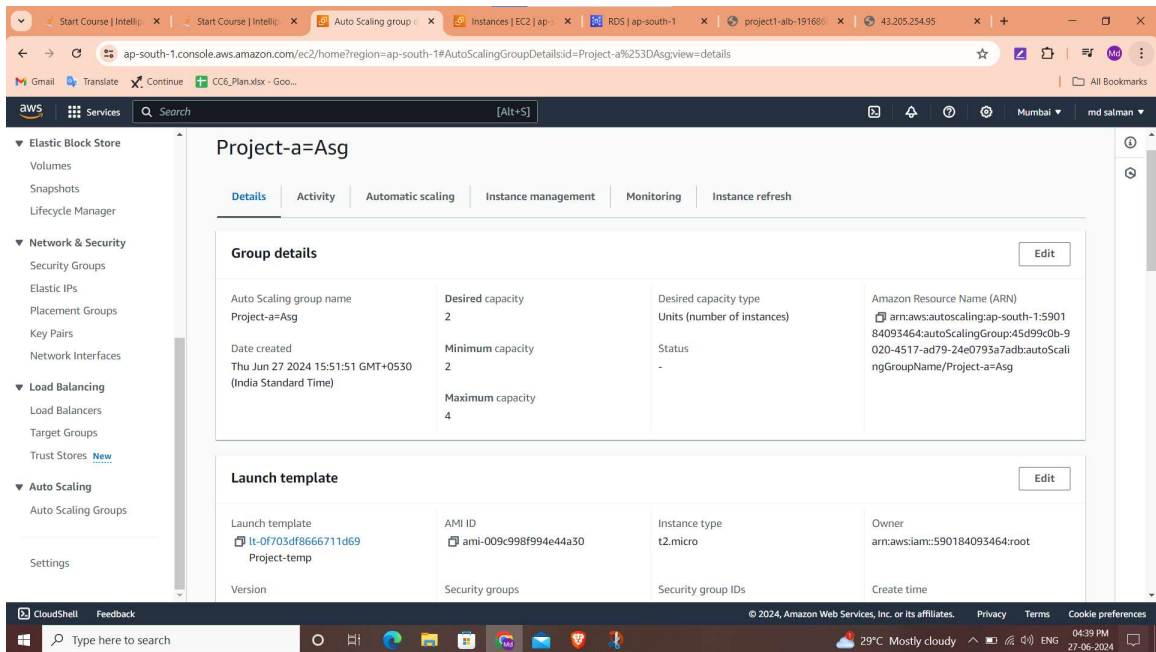 Start Course | Intellip
Start Course | Intellip
Auto Scaling group d
Instances | EC2 | ap-s
RDS | ap-south-1
project1-alb-191686
43.205.254.95
ap-south-1.console.aws.amazon.com/ec2/home?region=ap-south-1#AutoScalingGroupDetails:id=Project-a%253DAsg;view=details
Md
Gmail
Translate
Continue
CC6_Plan.xlsx - Goo...
All Bookmarks
aws
Services
Search
[Alt+S]
Mumbai
md salman
Elastic Block Store
Volumes
Snapshots
Lifecycle Manager
Network & Security
Security Groups
Elastic IPs
Placement Groups
Key Pairs
Network Interfaces
Load Balancing
Load Balancers
Target Groups
Trust Stores New
Auto Scaling
Auto Scaling Groups
Settings
Project-a=Asg
Details
Activity
Automatic scaling
Instance management
Monitoring
Instance refresh
Group details
Edit
Auto Scaling group name
Project-a=Asg
Date created
Thu Jun 27 2024 15:51:51 GMT+0530
(India Standard Time)
Desired capacity
2
Minimum capacity
2
Maximum capacity
4
Desired capacity type
Units (number of instances)
Status
-
Amazon Resource Name (ARN)
arn:aws:autoscaling:ap-south-1:5901
84093464:autoScalingGroup:45d99c0b-9
020-4517-ad79-24e0793a7adb:autoScali
ngGroupName/Project-a=Asg
Launch template
Edit
Launch template
lt-0f703df8666711d69
Project-temp
AMI ID
ami-009c998f994e44a30
Instance type
t2.micro
Owner
arn:aws:iam::590184093464:root
Version
Security groups
Security group IDs
Create time
CloudShell
Feedback
© 2024, Amazon Web Services, Inc. or its affiliates.
Privacy
Terms
Cookie preferences
Type here to search
Md
29°C Mostly cloudy
ENG
04:39 PM
27-06-2024